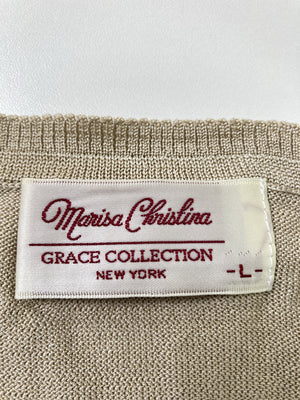 Marisa Christina
GRACE COLLECTION
NEW YORK
-L-